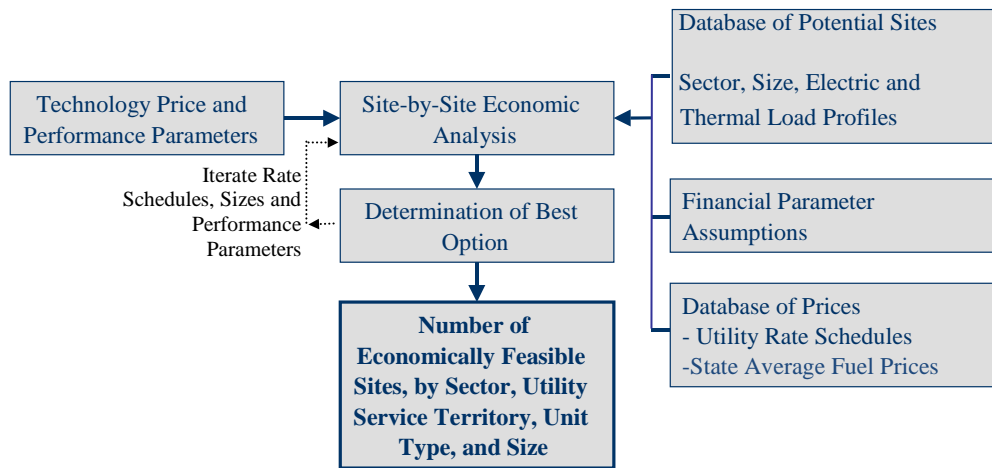 Technology Price and
Performance Parameters
Site-by-Site Economic
Analysis
Database of Potential Sites
Sector, Size, Electric and
Thermal Load Profiles
Iterate Rate
Schedules, Sizes and
Performance
Parameters
Determination of Best
Option
Financial Parameter
Assumptions
Number of
Economically Feasible
Sites, by Sector, Utility
Service Territory, Unit
Type, and Size
Database of Prices
- Utility Rate Schedules
-State Average Fuel Prices